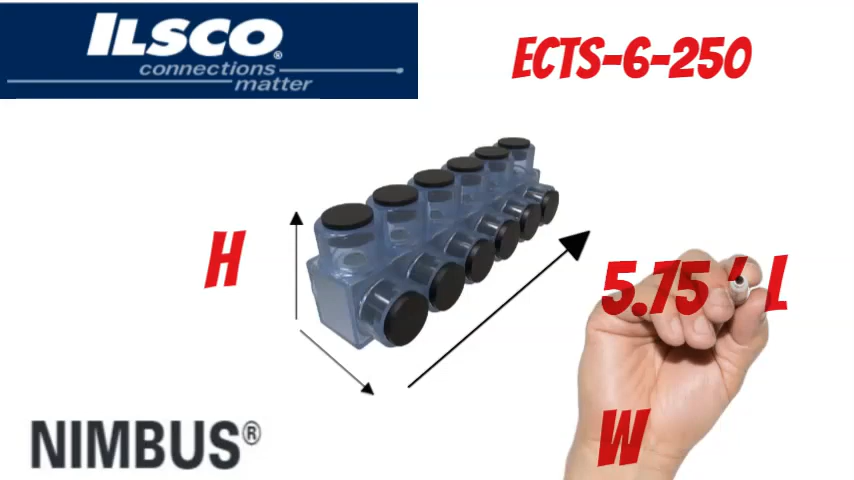 ILSCO®
connections
matter
ECTS-6-250
H
5.75 ' L
W
NIMBUS®